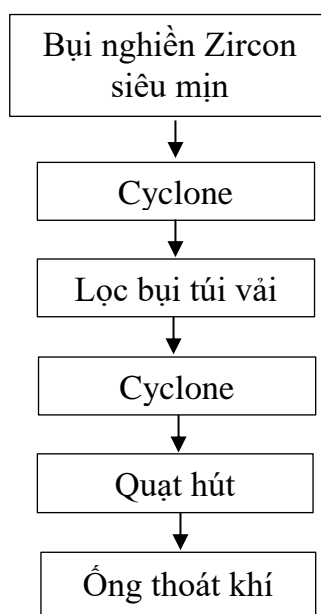 Bụi nghiền Zircon
siêu mịn
Cyclone
Lọc bụi túi vải
Cyclone
Quạt hút
Ống thoát khí